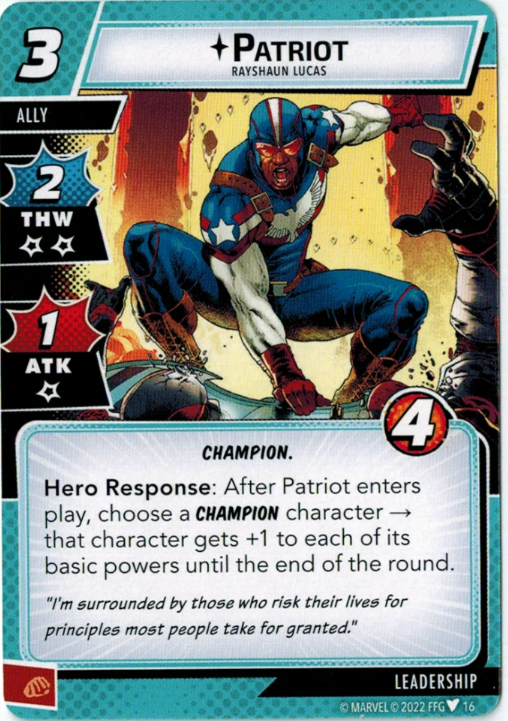 3
PATRIOT
RAYSHAUN LUCAS
ALLY
2
THW
1
ATK
4
CHAMPION.
Hero Response: After Patriot enters
play, choose a CHAMPION character →
that character gets +1 to each of its
basic powers until the end of the round.
"I'm surrounded by those who risk their lives for
principles most people take for granted."
LEADERSHIP
© MARVEL © 2022 FFG 16